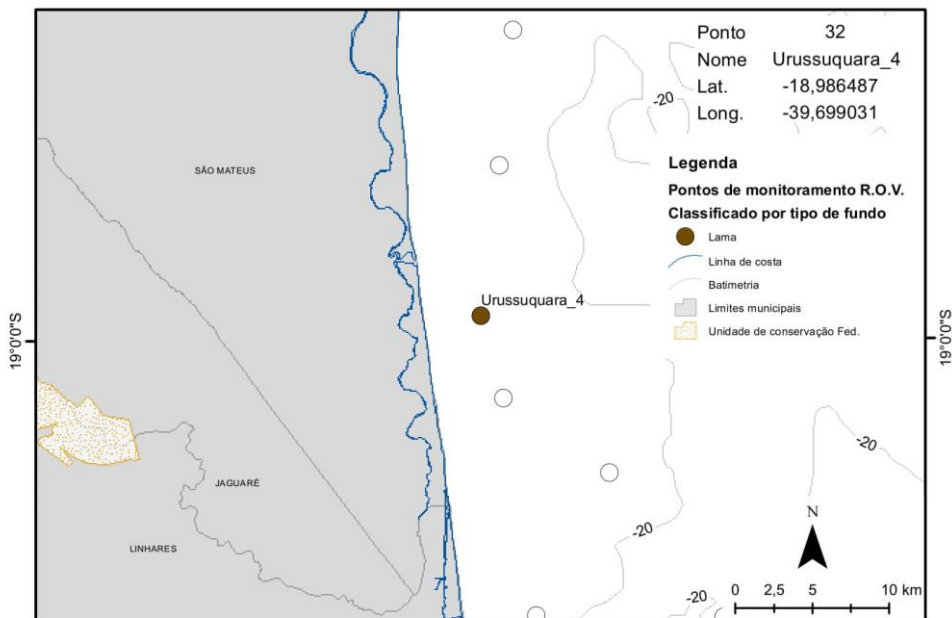 Ponto 32
Nome Urussuquara_4
Lat. -18,986487
Long. -39,699031
-20
Legenda
Pontos de monitoramento R.O.V.
Classificado por tipo de fundo
Lama
Linha de costa
Batimetria
Limites municipais
Unidade de conservação Fed.
SÃO MATEUS
Urussuquara_4
19°0'0"S
19°0'0"S
-20
JAGUARÉ
LINHARES
-20
N
-20
0 2,5 5 10 km